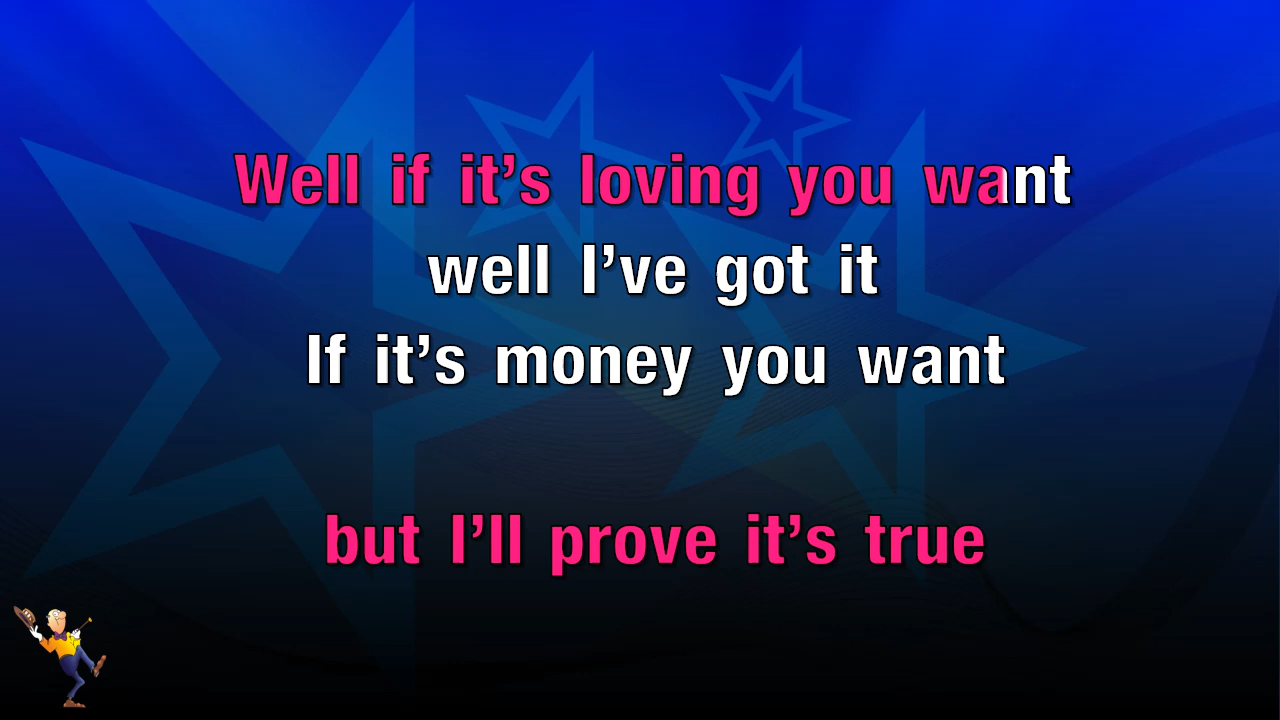 Well if it’s loving you want
well I’ve got it
If it’s money you want
but I’ll prove it’s true